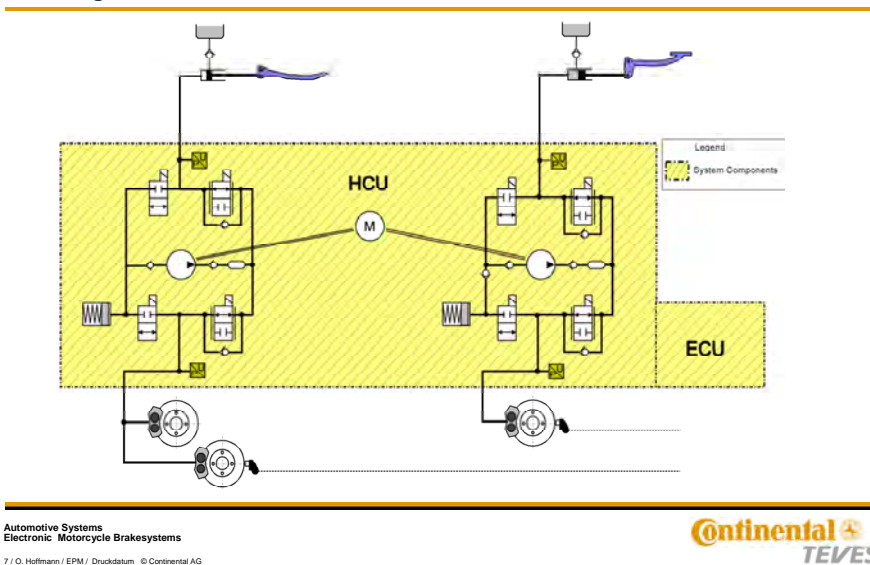 Legend
System Components
HCU
M
ECU
Automotive Systems
Electronic Motorcycle Brakesystems
7 / O. Hoffmann / EPM / Druckdatum © Continental AG
Continental
TEVES